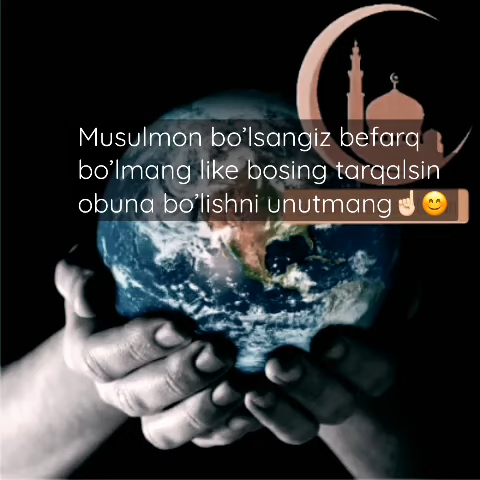 Musulmon bo’lsangiz befarq
bo’lmang like bosing tarqalsin
obuna bo’lishni unutmang☝🏻😊